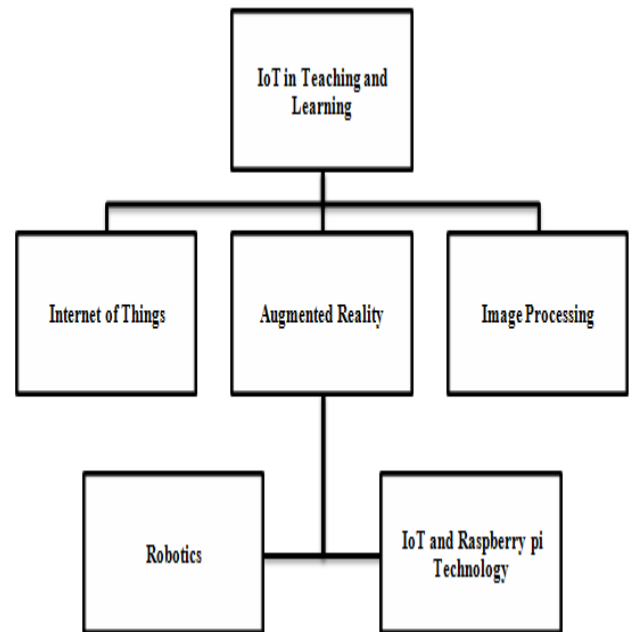 IoT in Teaching and
Learning
Internet of Things
Augmented Reality
Image Processing
Robotics
IoT and Raspberry pi
Technology